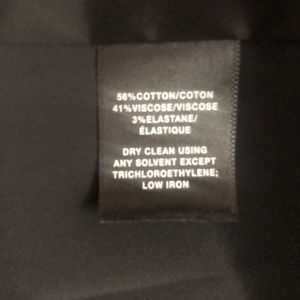 56%COTTON/COTON
41%VISCOSE/VISCOSE
3%ELASTANE/
ÉLASTIQUE
DRY CLEAN USING
ANY SOLVENT EXCEPT
TRICHLOROETHYLENE;
LOW IRON